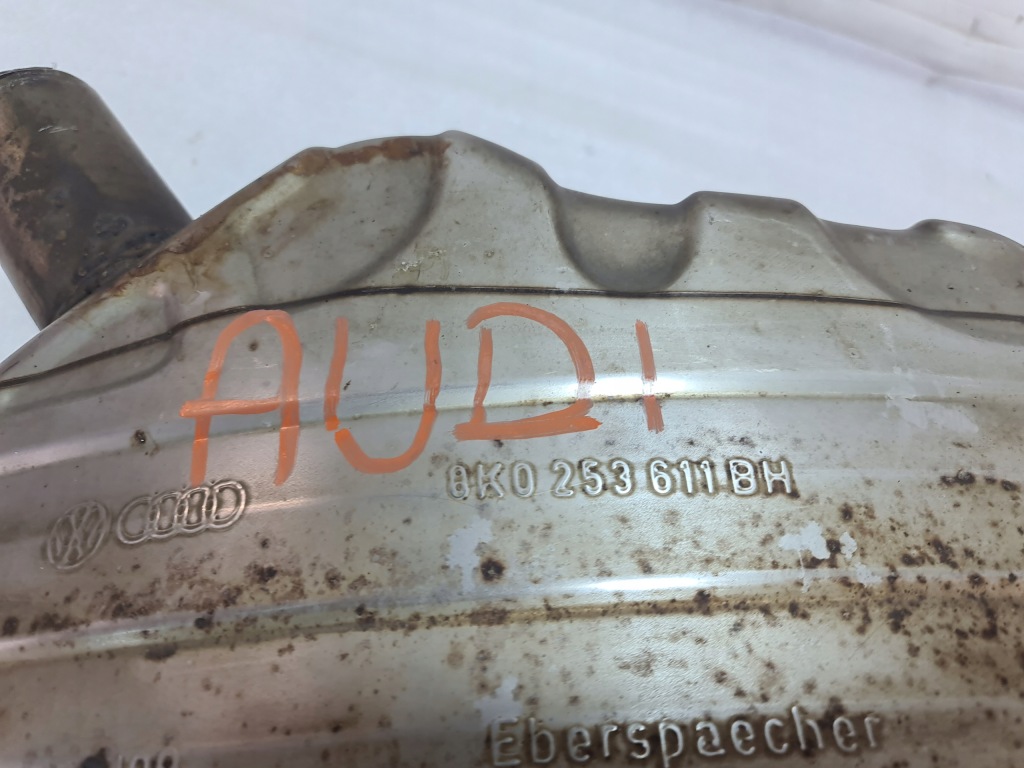 AUDI
8K0 253 611 BH
Eberspaecher